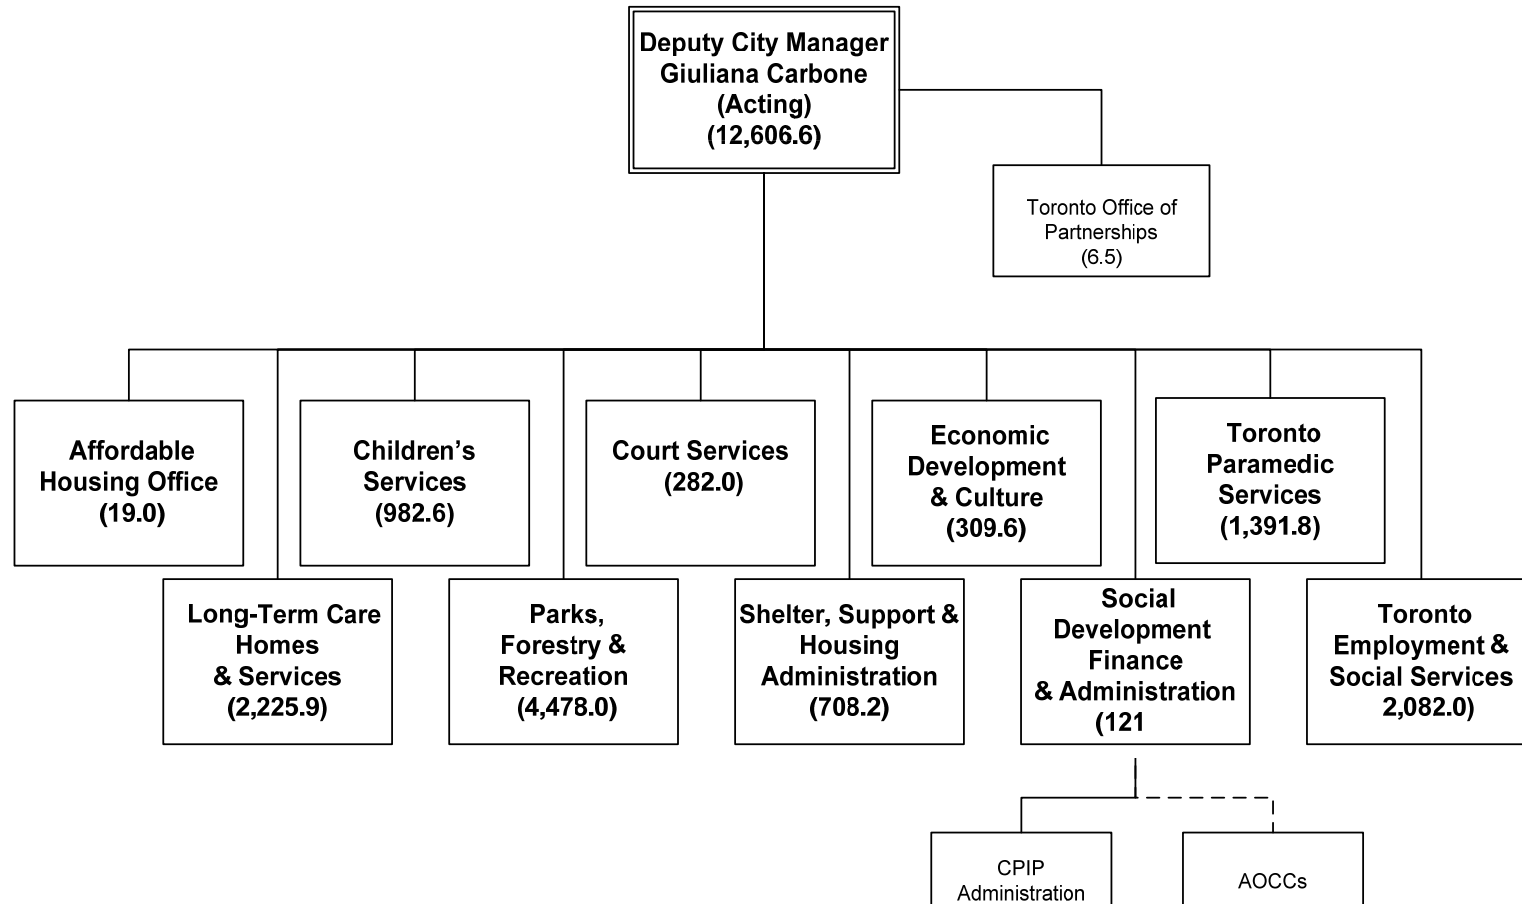 Deputy City Manager
Giuliana Carbone
(Acting)
(12,606.6)
Toronto Office of
Partnerships
(6.5)
Affordable
Housing Office
(19.0)
Children’s
Services
(982.6)
Court Services
(282.0)
Economic
Development
& Culture
(309.6)
Toronto
Paramedic
Services
(1,391.8)
Long-Term Care
Homes
& Services
(2,225.9)
Parks,
Forestry &
Recreation
(4,478.0)
Shelter, Support &
Housing
Administration
(708.2)
Social
Development
Finance
& Administration
(121
Toronto
Employment &
Social Services
2,082.0)
CPIP
Administration
AOCCs